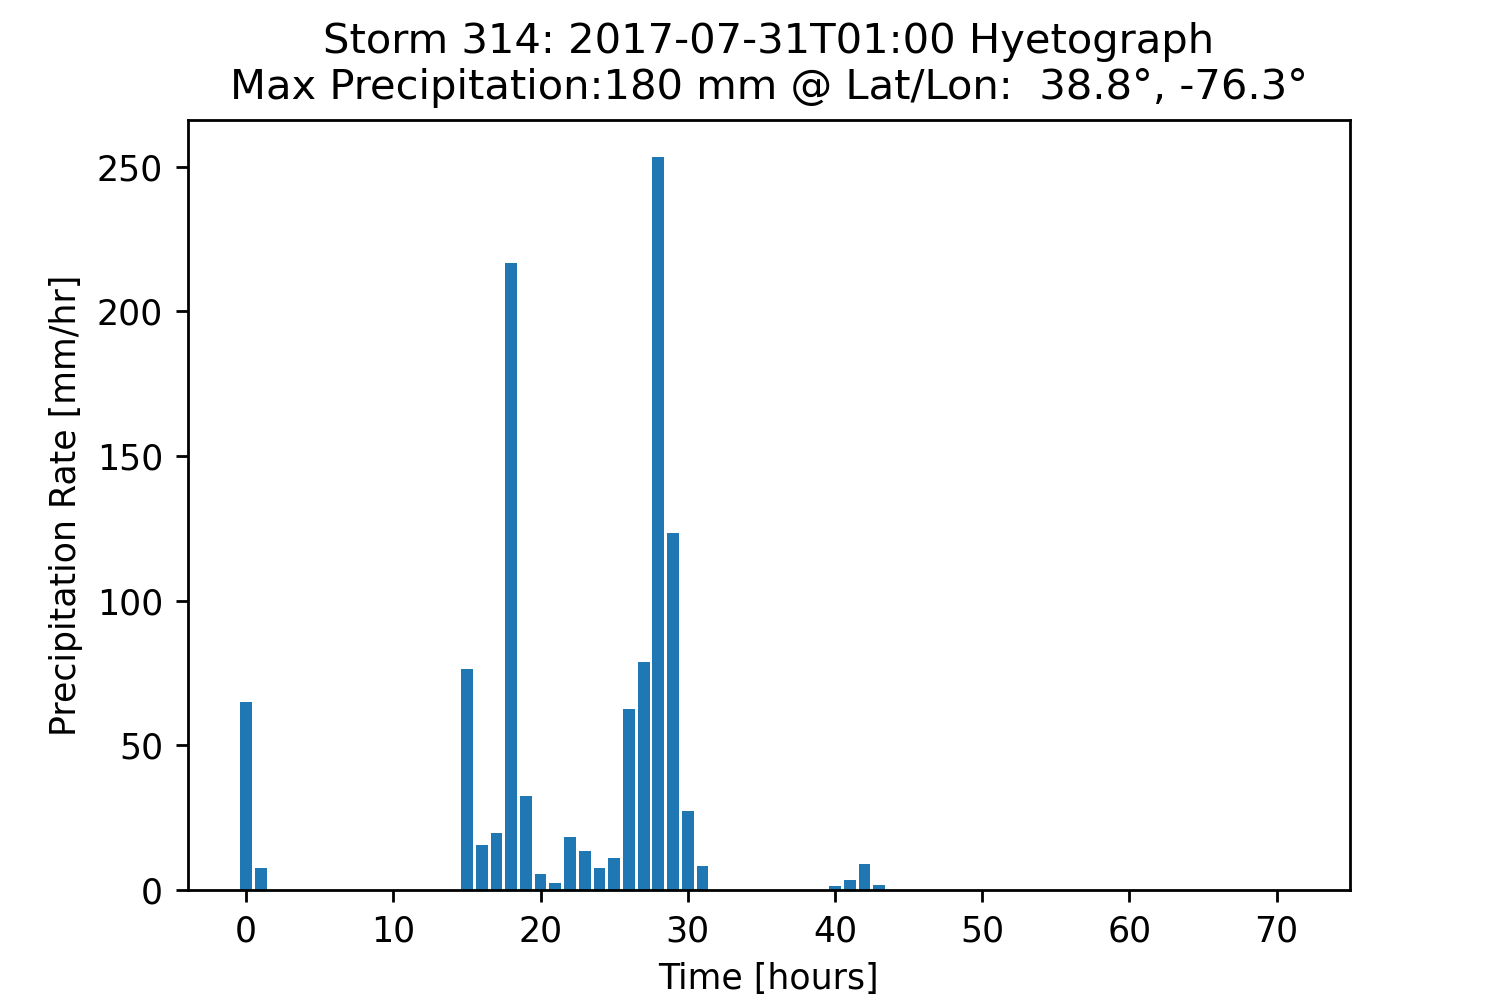 Storm 314: 2017-07-31T01:00 Hyetograph
Max Precipitation:180 mm @ Lat/Lon:  38.8°, -76.3°
250
200
150
100
50
0
Precipitation Rate [mm/hr]
0 10 20 30 40 50 60 70
Time [hours]